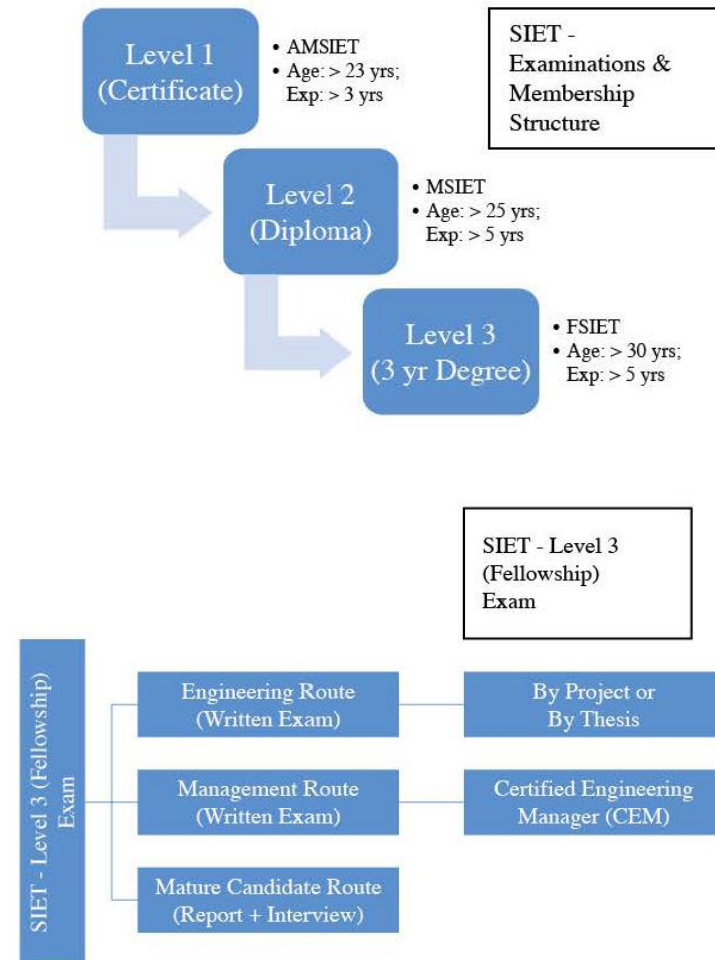 Level 1
(Certificate)
• AMSIET
• Age: > 23 yrs;
Exp: > 3 yrs
SIET -
Examinations &
Membership
Structure
Level 2
(Diploma)
• MSIET
• Age: > 25 yrs;
Exp: > 5 yrs
Level 3
(3 yr Degree)
• FSIET
• Age: > 30 yrs;
Exp: > 5 yrs
SIET - Level 3
(Fellowship)
Exam
SIET - Level 3 (Fellowship)
Exam
Engineering Route
(Written Exam)
By Project or
By Thesis
Management Route
(Written Exam)
Certified Engineering
Manager (CEM)
Mature Candidate Route
(Report + Interview)